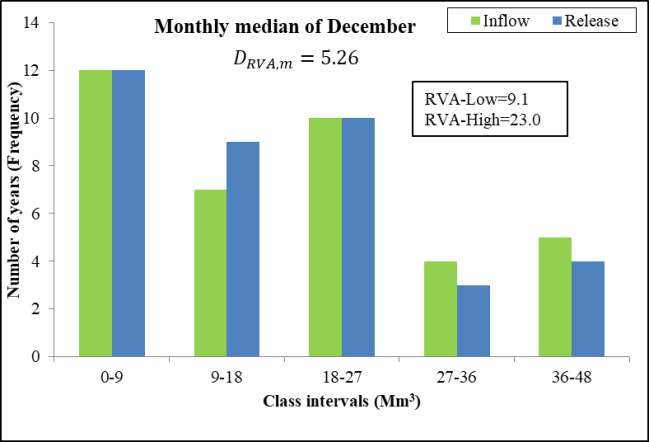 Monthly median of December
Inflow Release
D_{RVA,m} = 5.26
RVA-Low=9.1
RVA-High=23.0
Number of years (Frequency)
14
12
10
8
6
4
2
0
0-9 9-18 18-27 27-36 36-48
Class intervals (Mm³)